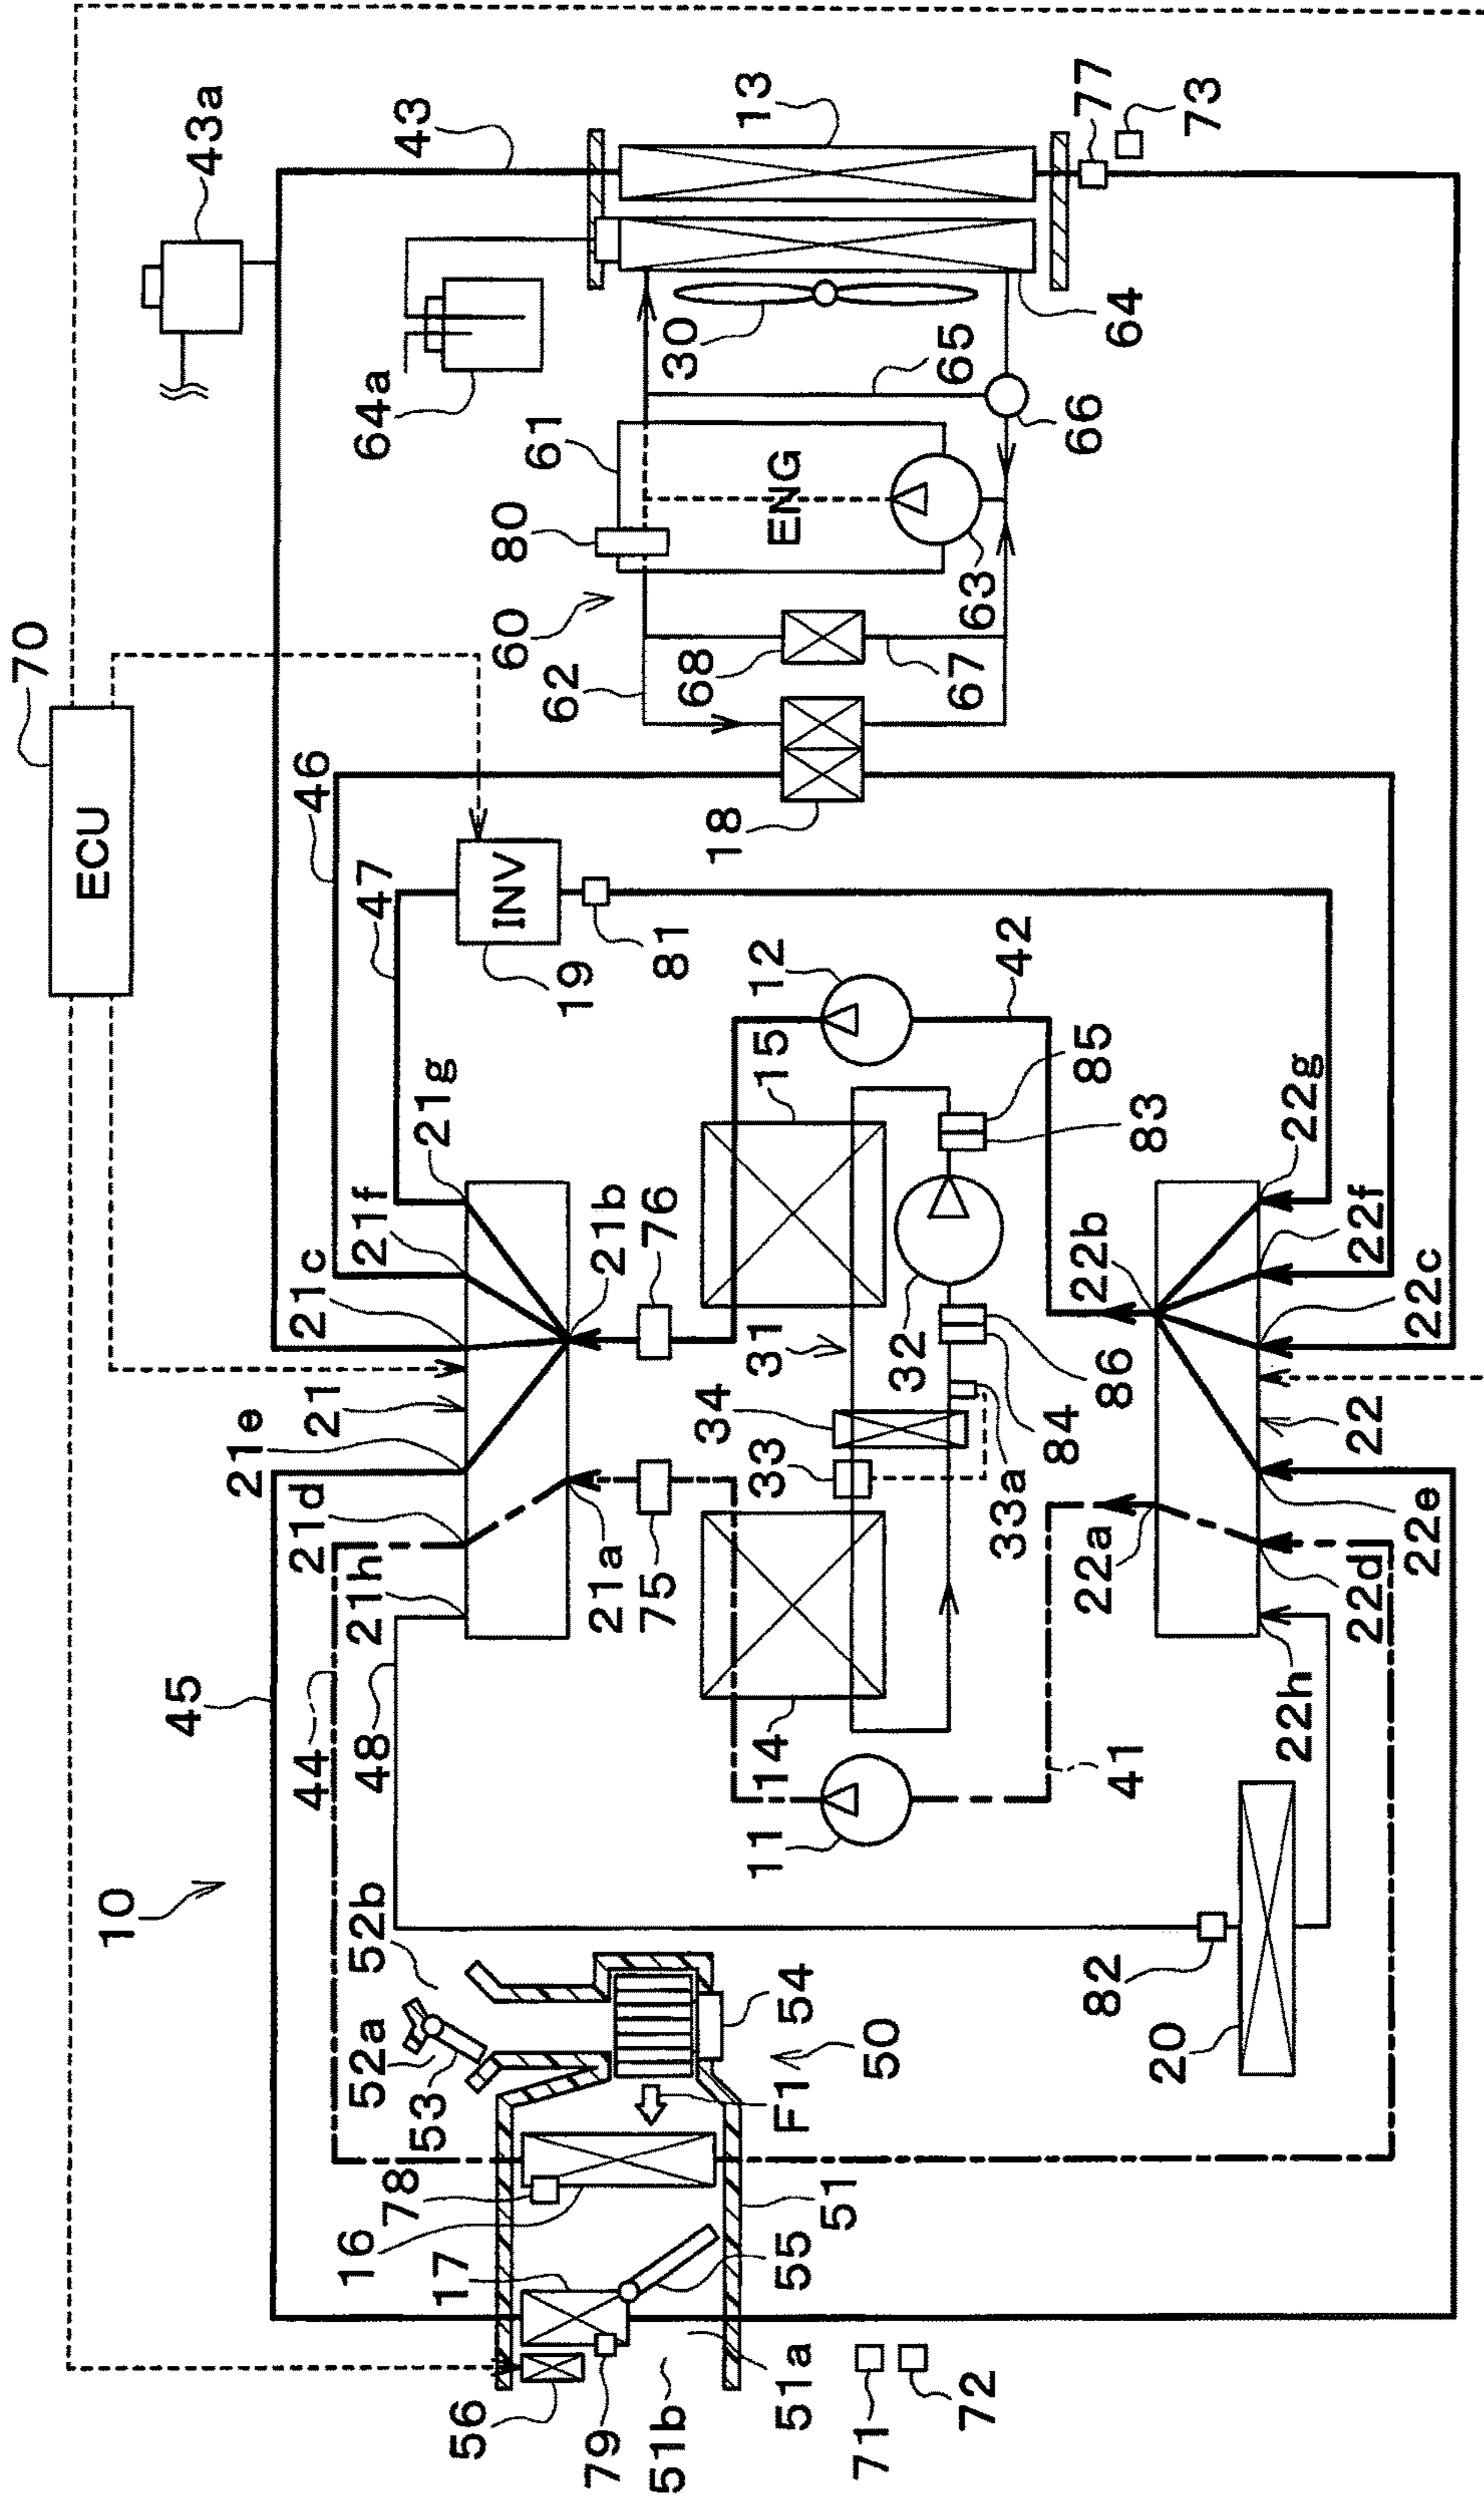 70
ECU
43a
43
13
77
73
64a
30
65
64
61
80
ENG
66
60
62
68
63
67
46
47
INV
18
19
81
12
42
15
85
83
21g
21f
21c
21b
76
22g
22b
22f
22c
31
32
86
34
84
33
33a
21e
21
21d
21h
21a
75
22
22e
22a
22d
22h
45
44
48
14
41
11
10
52b
52a
53
54
50
F1
82
20
78
16
17
51
55
56
79
51b
51a
71
72